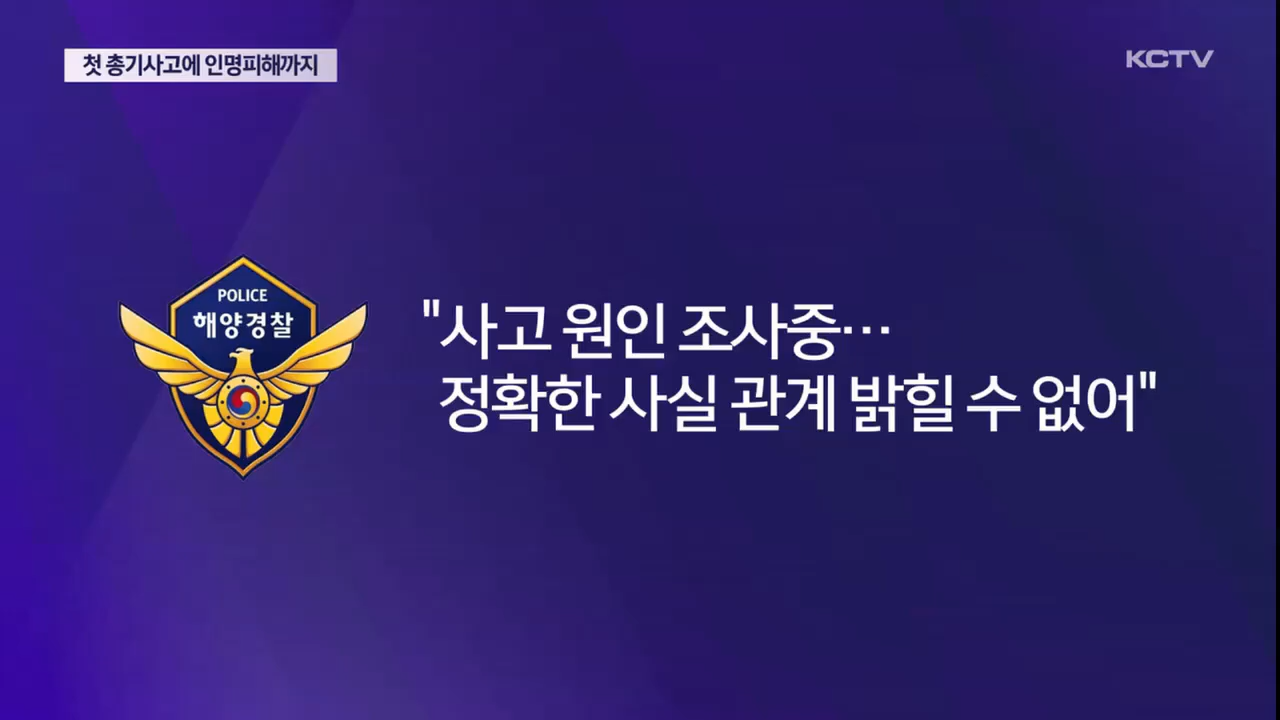 첫 총기사고에 인명피해까지
KCTV
POLICE
해양경찰
"사고 원인 조사중…
정확한 사실 관계 밝힐 수 없어"